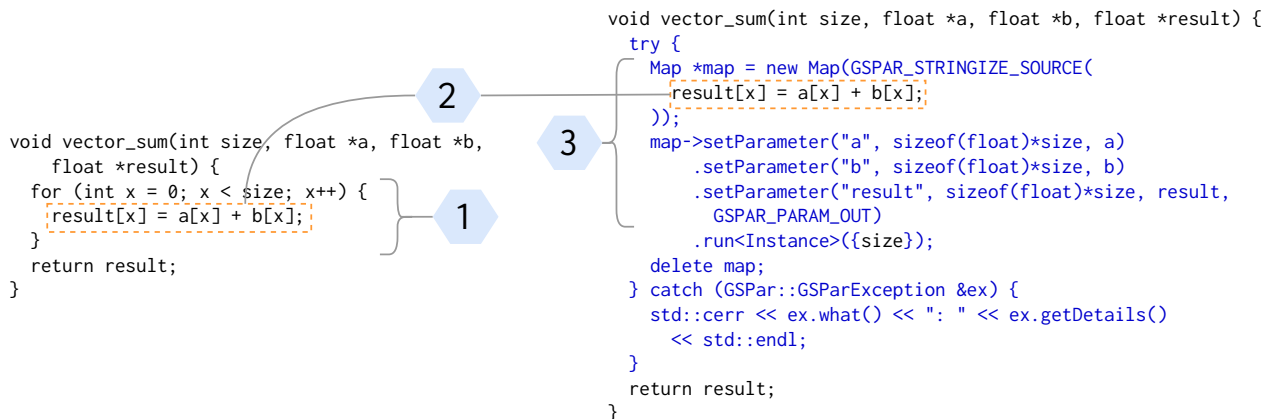 void vector_sum(int size, float *a, float *b,
float *result) {
for (int x = 0; x < size; x++) {
result[x] = a[x] + b[x];
}
return result;
}
1
2
3
void vector_sum(int size, float *a, float *b, float *result) {
try {
Map *map = new Map(GSPAR_STRINGIZE_SOURCE(
result[x] = a[x] + b[x];
));
map->setParameter("a", sizeof(float)*size, a)
.setParameter("b", sizeof(float)*size, b)
.setParameter("result", sizeof(float)*size, result,
GSPAR_PARAM_OUT)
.run<Instance>({size});
delete map;
} catch (GSPar::GSParException &ex) {
std::cerr << ex.what() << ": " << ex.getDetails()
<< std::endl;
}
return result;
}